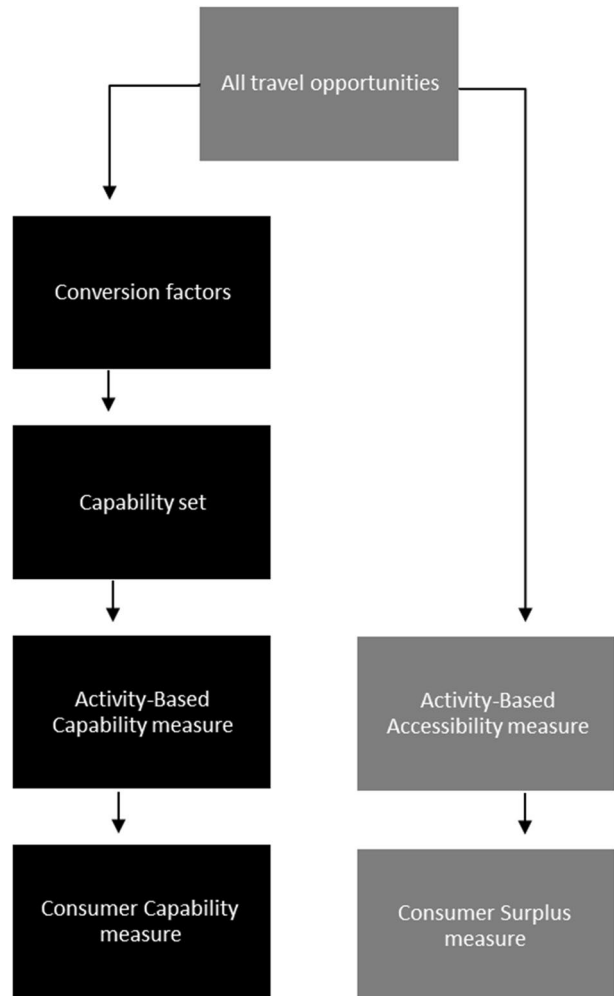 All travel opportunities
Conversion factors
Capability set
Activity-Based
Capability measure
Activity-Based
Accessibility measure
Consumer Capability
measure
Consumer Surplus
measure